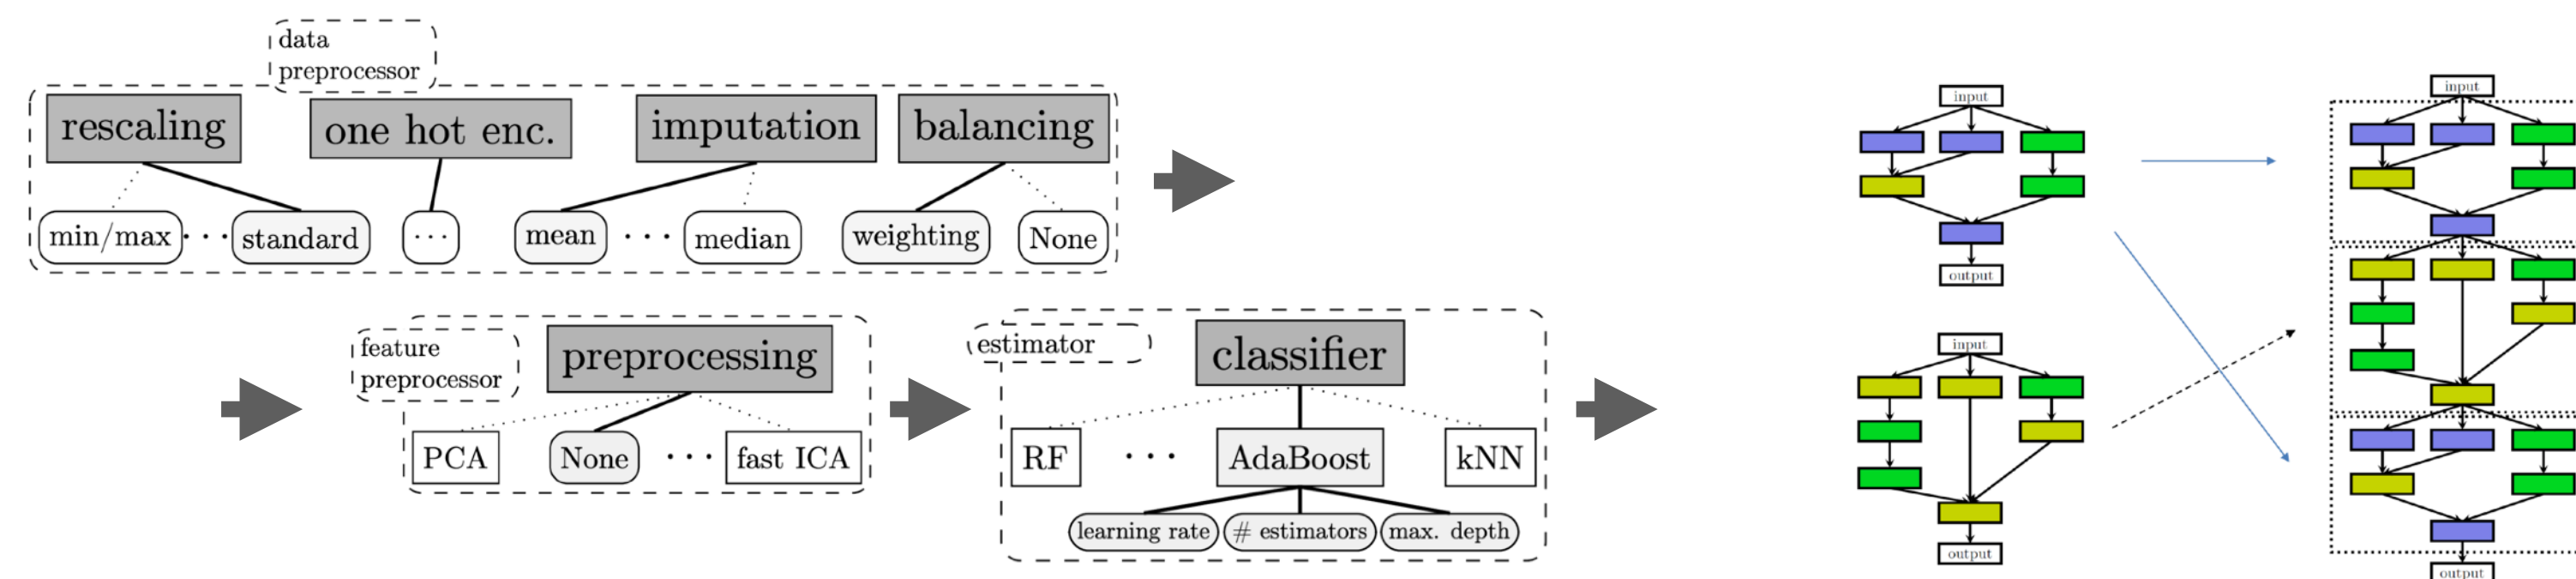 data
preprocessor
rescaling
one hot enc.
imputation
balancing
min/max
···
standard
···
mean
···
median
weighting
None
feature
preprocessor
preprocessing
PCA
None
···
fast ICA
estimator
classifier
RF
···
AdaBoost
kNN
learning rate
# estimators
max. depth
input
output
input
output
input
output